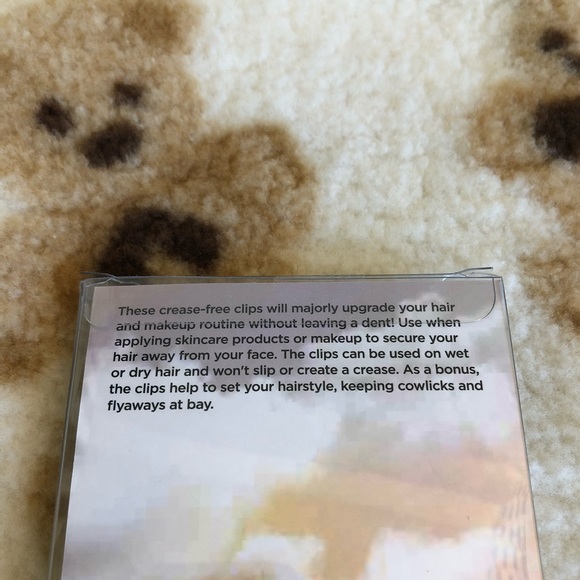 These crease-free clips will majorly upgrade your hair
and makeup routine without leaving a dent! Use when
applying skincare products or makeup to secure your
hair away from your face. The clips can be used on wet
or dry hair and won't slip or create a crease. As a bonus,
the clips help to set your hairstyle, keeping cowlicks and
flyaways at bay.